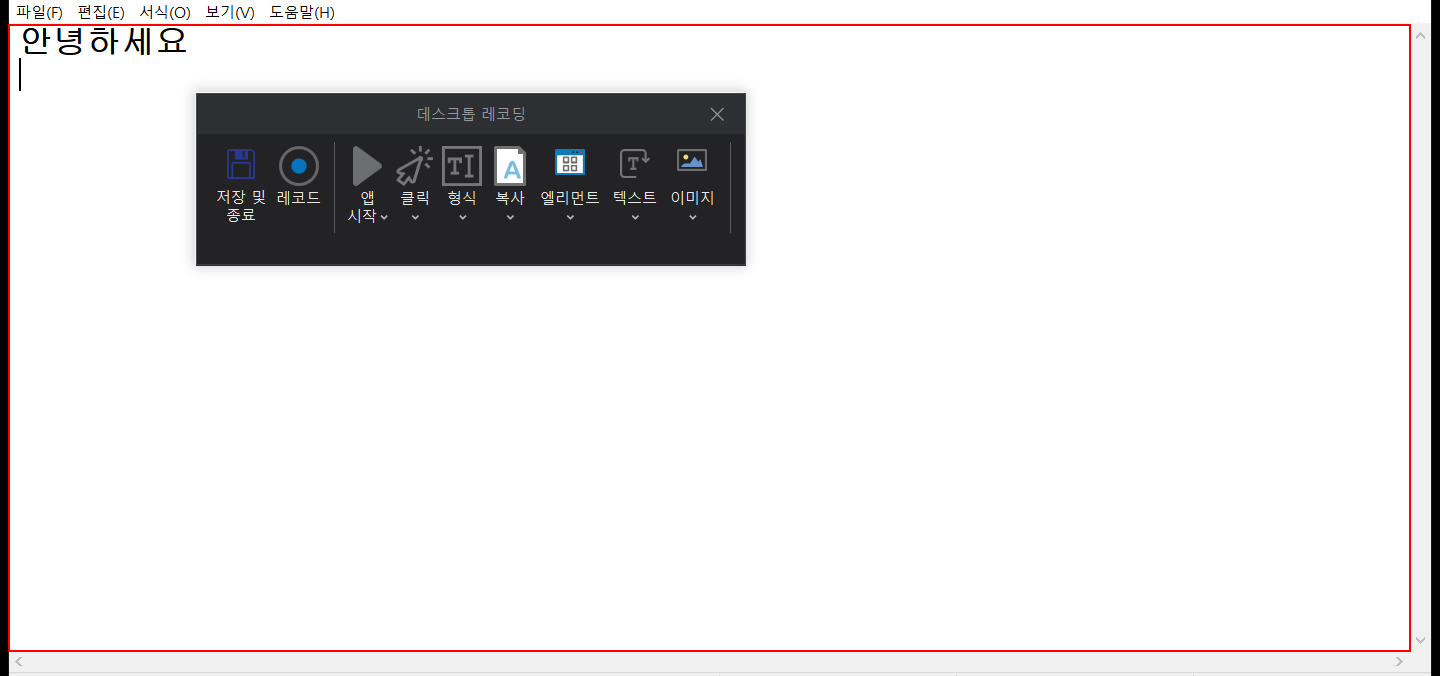 파일(F) 편집(E) 서식(O) 보기(V) 도움말(H)
안녕하세요
데스크톱 레코딩
저장 및
종료
레코드
앱
시작
클릭
형식
복사
엘리먼트
텍스트
이미지